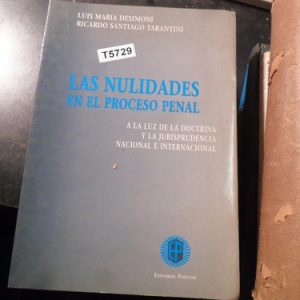 LUIS MARIA DESIMONI
RICARDO SANTIAGO TARANTINI
T5729
LAS NULIDADES
EN EL PROCESO PENAL
A LA LUZ DE LA DOCTRINA
Y LA JURISPRUDENCIA
NACIONAL E INTERNACIONAL
EDITORIAL POLICIAL